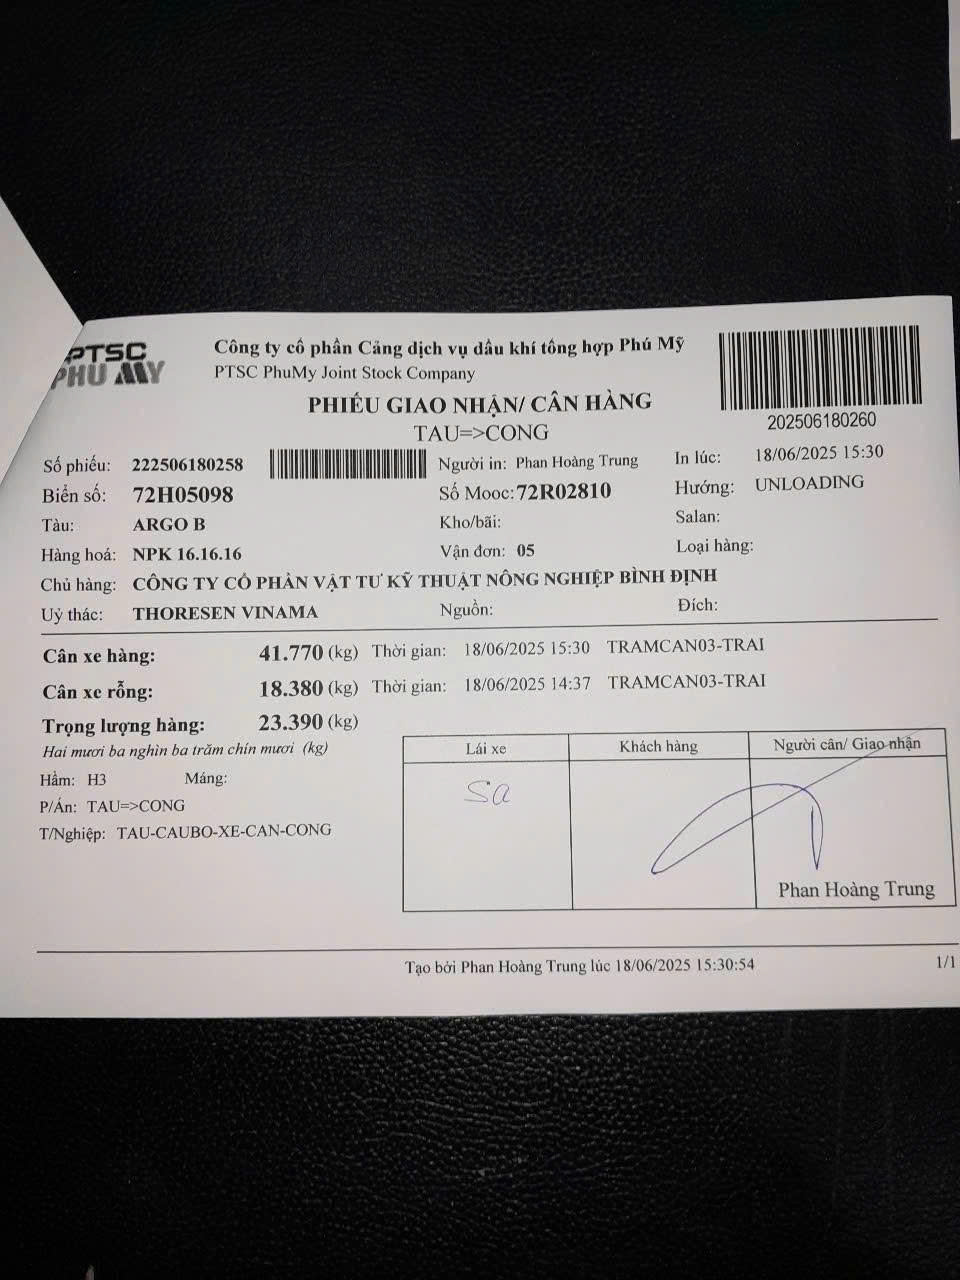 PTSC
PHU MY
Công ty cổ phần Cảng dịch vụ dầu khí tổng hợp Phú Mỹ
PTSC PhuMy Joint Stock Company
PHIẾU GIAO NHẬN/ CÂN HÀNG
TAU=>CONG
202506180260
Số phiếu: 222506180258 Người in: Phan Hoàng Trung In lúc: 18/06/2025 15:30
Biển số: 72H05098 Số Mooc: 72R02810 Hướng: UNLOADING
Tàu: ARGO B Kho/bãi: Salan:
Hàng hoá: NPK 16.16.16 Vận đơn: 05 Loại hàng:
Chủ hàng: CÔNG TY CỔ PHẦN VẬT TƯ KỸ THUẬT NÔNG NGHIỆP BÌNH ĐỊNH
Uỷ thác: THORESEN VINAMA Nguồn: Đích:
Cân xe hàng: 41.770 (kg) Thời gian: 18/06/2025 15:30 TRAMCAN03-TRAI
Cân xe rỗng: 18.380 (kg) Thời gian: 18/06/2025 14:37 TRAMCAN03-TRAI
Trọng lượng hàng: 23.390 (kg)
Hai mươi ba nghìn ba trăm chín mươi (kg)
Hầm: H3 Máng:
P/Án: TAU=>CONG
T/Nghiệp: TAU-CAUBO-XE-CAN-CONG
Lái xe Khách hàng Người cân/ Giao nhận
Sa
Phan Hoàng Trung
Tạo bởi Phan Hoàng Trung lúc 18/06/2025 15:30:54
1/1